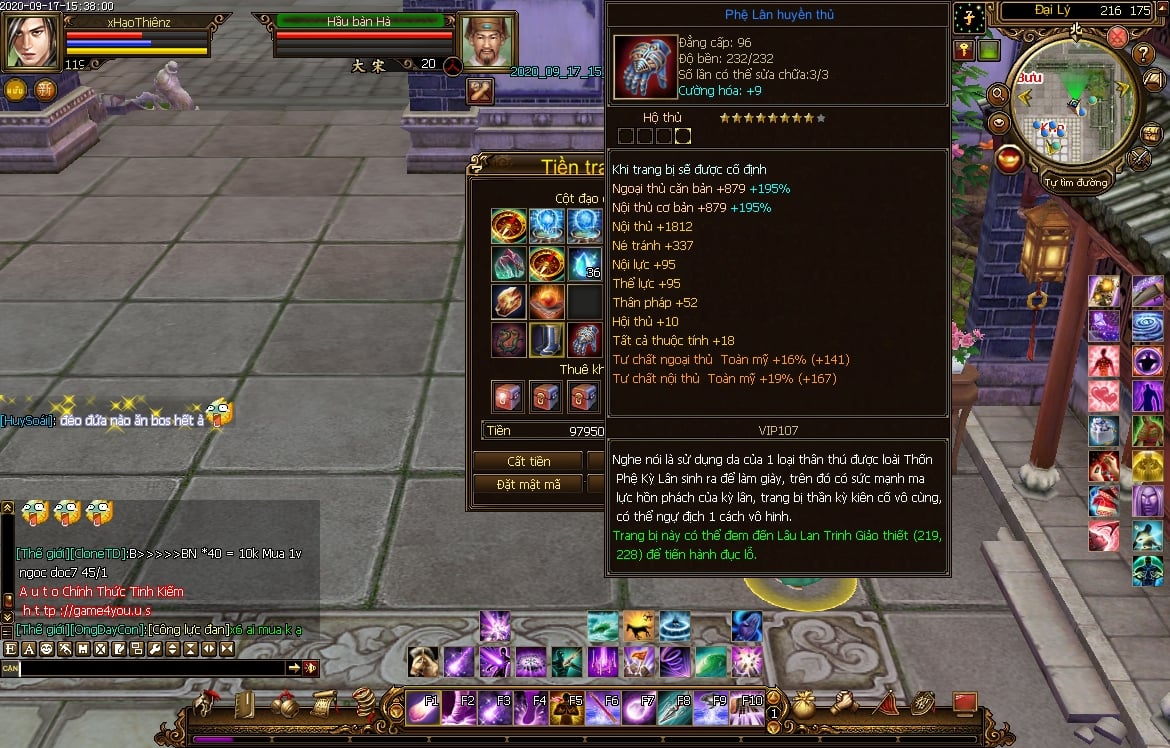 2020-09-17-15:38:00
xHaoThiênz
119
Hầu bàn Hà
大宋
20
2020_09_17_15
新
Đại Lý 216 175
Bưu
Tự tìm đường
Phệ Lân huyền thủ
Đẳng cấp: 96
Độ bền: 232/232
Số lần có thể sửa chữa:3/3
Cường hóa: +9
Hộ thủ
Khi trang bị sẽ được cố định
Ngoại thủ căn bản +879 +195%
Nội thủ cơ bản +879 +195%
Nội thủ +1812
Né tránh +337
Nội lực +95
Thể lực +95
Thân pháp +52
Hội thủ +10
Tất cả thuộc tính +18
Tư chất ngoại thủ Toàn mỹ +16% (+141)
Tư chất nội thủ Toàn mỹ +19% (+167)
VIP107
Nghe nói là sử dụng da của 1 loại thần thú được loài Thốn
Phệ Kỳ Lân sinh ra để làm giày, trên đó có sức mạnh ma
lực hồn phách của kỳ lân, trang bị thần kỳ kiên cố vô cùng,
có thể ngự địch 1 cách vô hình.
Trang bị này có thể đem đến Lâu Lan Trinh Giảo thiết (219,
228) để tiến hành đục lỗ.
Tiền tra
Cột đạo
36
Thuê kh
Tiền 97950
Cất tiền
Đặt mật mã
[HuySoái]: đéo đứa nào ăn bos hết à
[Thế giới][CloneTD]:B>>>>>BN *40 = 10k Mua 1v
ngoc doc7 45/1
A u t o Chính Thức Tinh Kiếm
h t tp ://game4you.u s
[Thế giới][OngDayCon]:[Công lực đan]x6 ai mua k a
CẬN
F1 F2 F3 F4 F5 F6 F7 F8 F9 F10
1